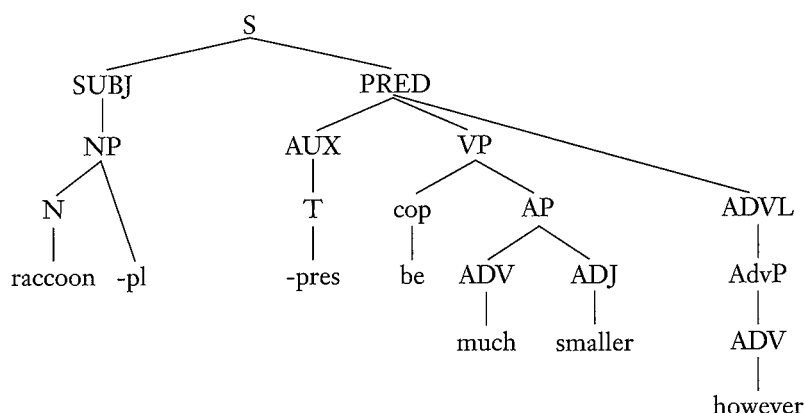 S
SUBJ PRED
NP AUX VP
N T cop AP ADVL
raccoon -pl -pres be ADV ADJ AdvP
much smaller ADV
however